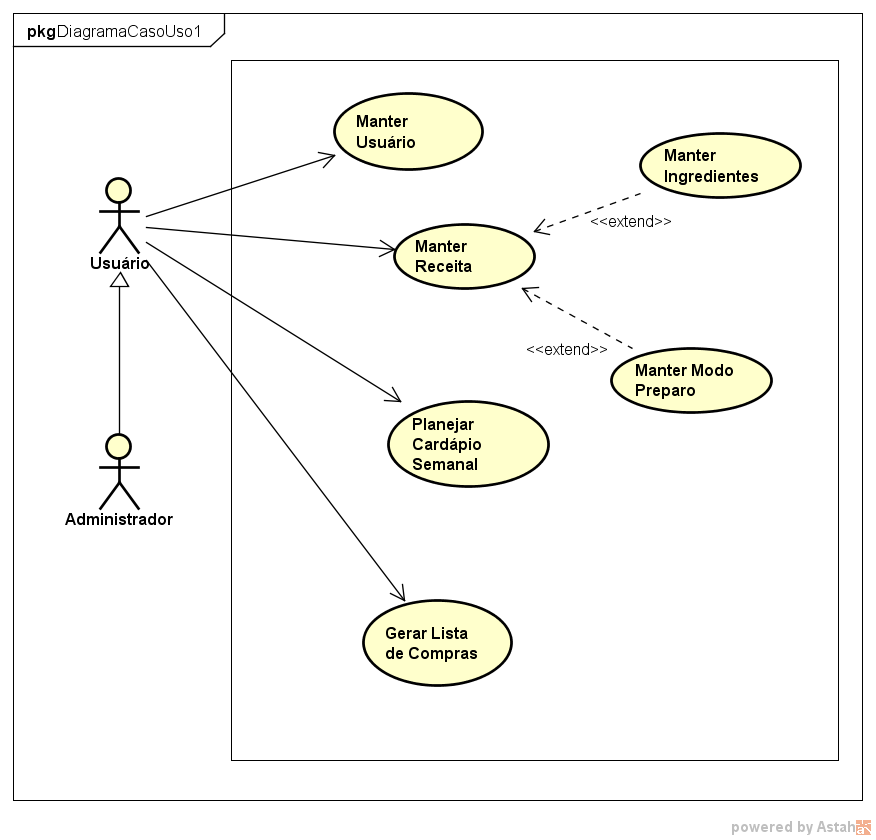 pkgDiagramaCasoUso1
Manter
Usuário
Manter
Ingredientes
<<extend>>
Usuário
Manter
Receita
<<extend>>
Manter Modo
Preparo
Planejar
Cardápio
Semanal
Administrador
Gerar Lista
de Compras
powered by Astah